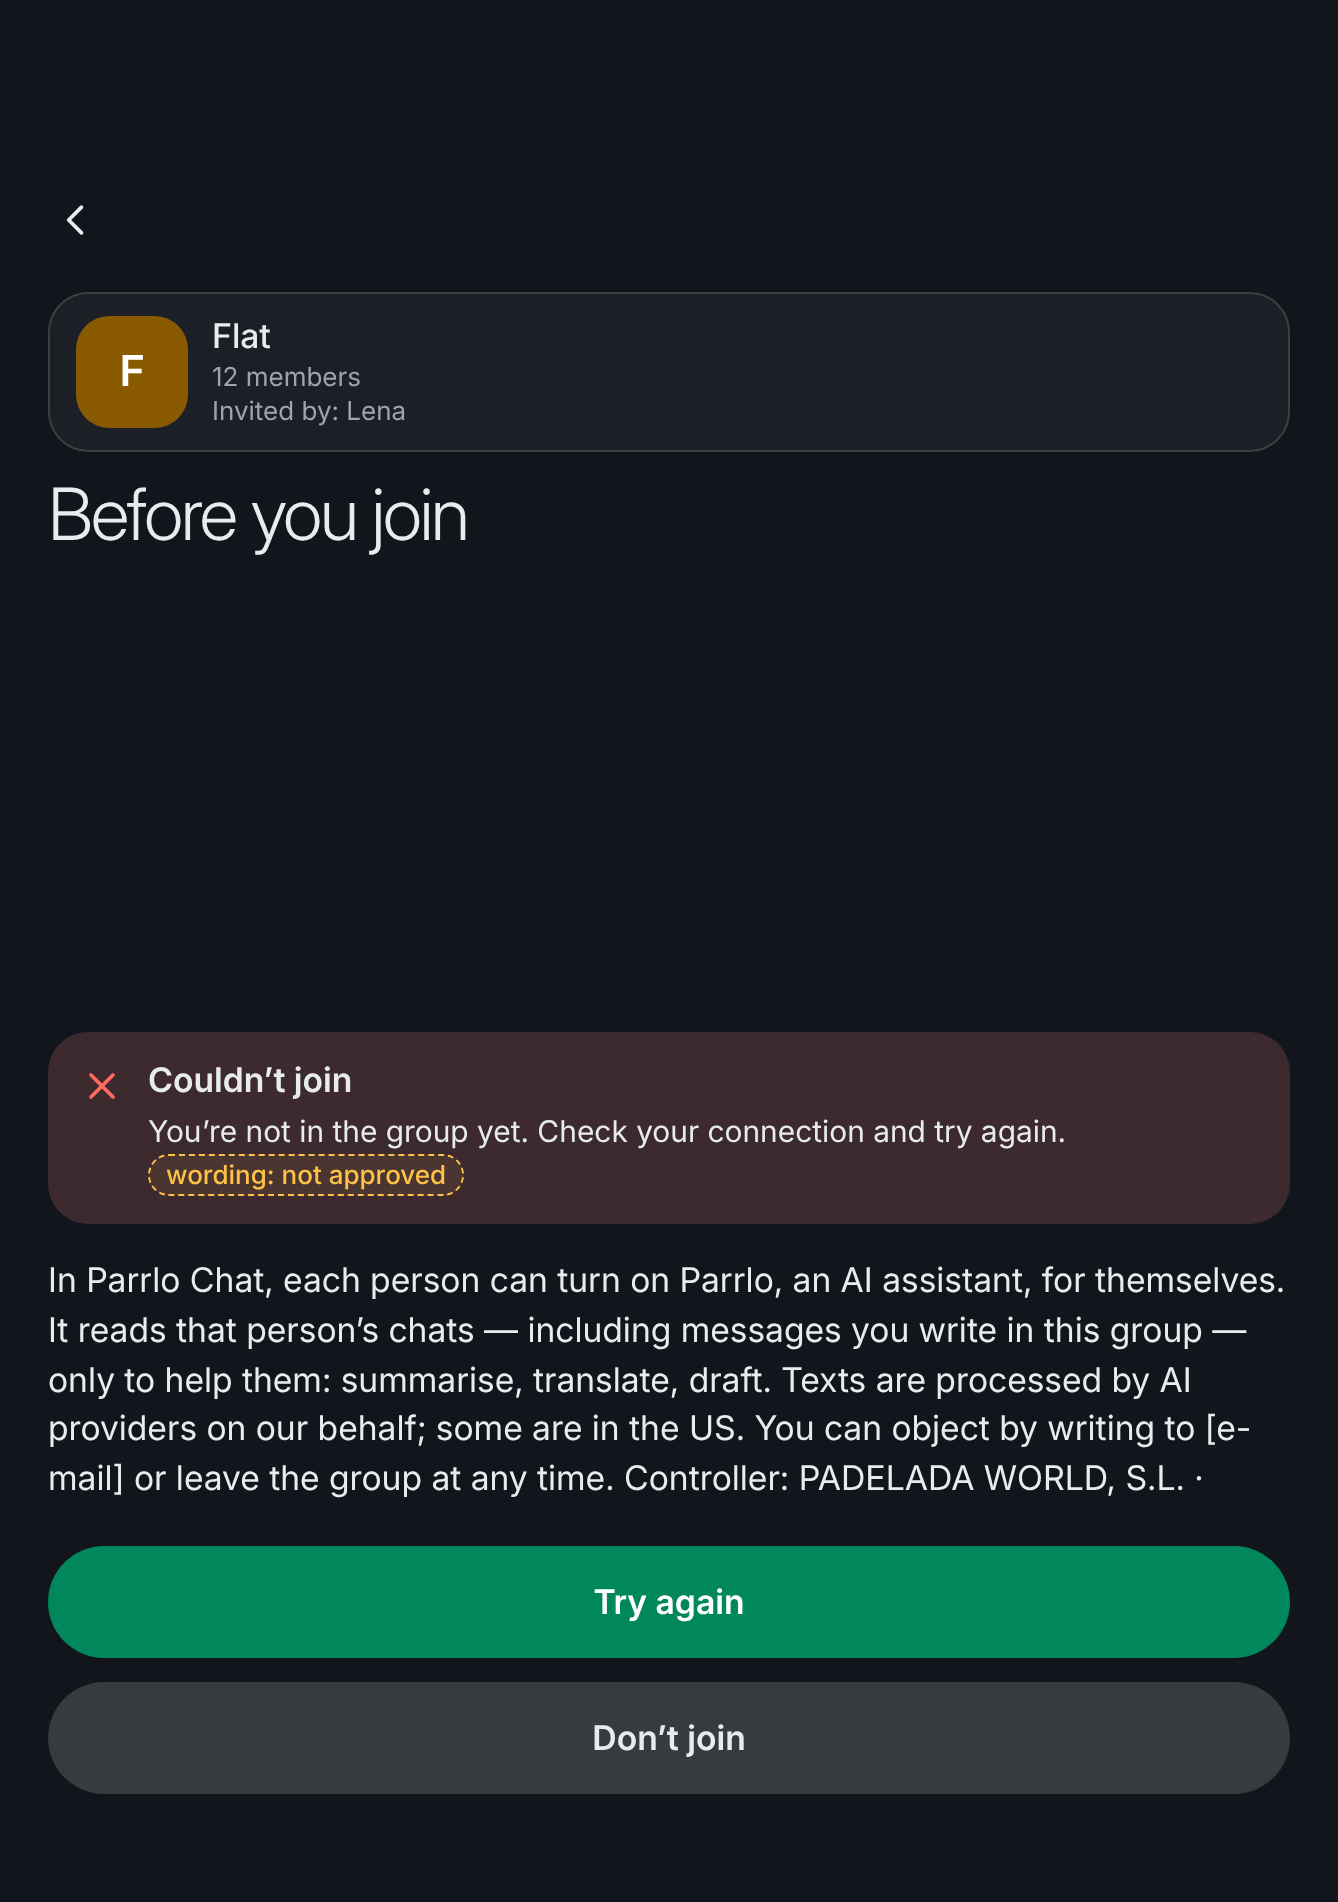 F
Flat
12 members
Invited by: Lena
Before you join
Couldn’t join
You’re not in the group yet. Check your connection and try again.
wording: not approved
In Parrlo Chat, each person can turn on Parrlo, an AI assistant, for themselves.
It reads that person’s chats — including messages you write in this group —
only to help them: summarise, translate, draft. Texts are processed by AI
providers on our behalf; some are in the US. You can object by writing to [e-
mail] or leave the group at any time. Controller: PADELADA WORLD, S.L. ·
Try again
Don’t join